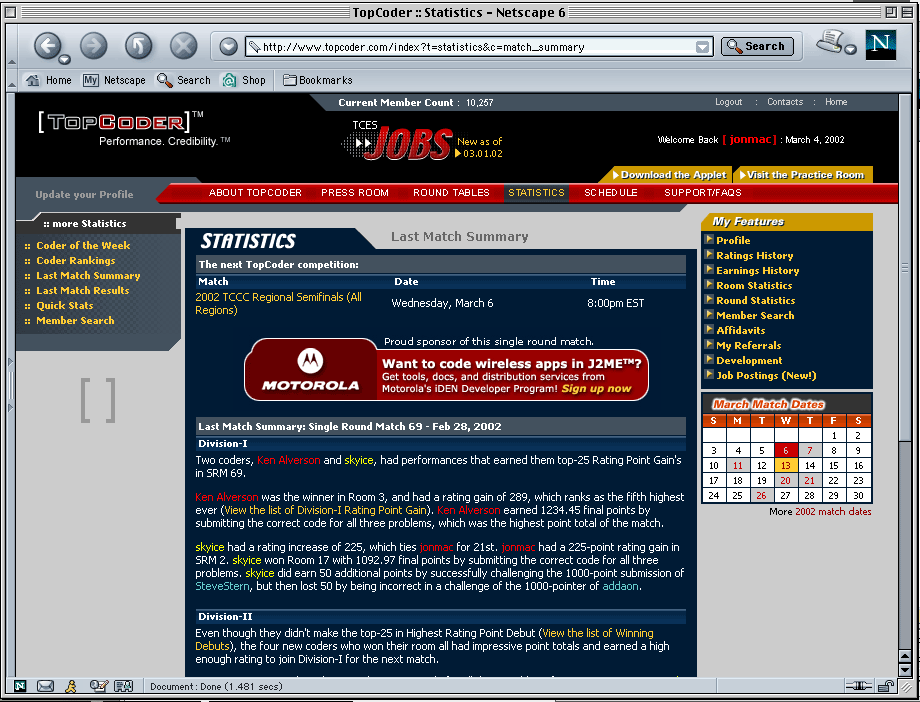 TopCoder :: Statistics - Netscape 6
http://www.topcoder.com/index?t=statistics&c=match_summary
Search
N
Home
My Netscape
Search
Shop
Bookmarks
Current Member Count : 10,257
Logout : Contacts : Home
[TOPCODER]™
Performance. Credibility.™
TCES
JOBS
New as of
03.01.02
Welcome Back [ jonmac ] : March 4, 2002
Download the Applet
Visit the Practice Room
Update your Profile
ABOUT TOPCODER PRESS ROOM ROUND TABLES STATISTICS SCHEDULE SUPPORT/FAQS
:: more Statistics
:: Coder of the Week
:: Coder Rankings
:: Last Match Summary
:: Last Match Results
:: Quick Stats
:: Member Search
[ ]
STATISTICS
Last Match Summary
The next TopCoder competition:
Match Date Time
2002 TCCC Regional Semifinals (All
Regions)
Wednesday, March 6
8:00pm EST
Proud sponsor of this single round match.
MOTOROLA
Want to code wireless apps in J2ME™?
Get tools, docs, and distribution services from
Motorola's iDEN Developer Program! Sign up now
Last Match Summary: Single Round Match 69 - Feb 28, 2002
Division-I
Two coders, Ken Alverson and skyice, had performances that earned them top-25 Rating Point Gain's
in SRM 69.
Ken Alverson was the winner in Room 3, and had a rating gain of 289, which ranks as the fifth highest
ever (View the list of Division-I Rating Point Gain). Ken Alverson earned 1234.45 final points by
submitting the correct code for all three problems, which was the highest point total of the match.
skyice had a rating increase of 225, which ties jonmac for 21st. jonmac had a 225-point rating gain in
SRM 2. skyice won Room 17 with 1092.97 final points by submitting the correct code for all three
problems. skyice did earn 50 additional points by successfully challenging the 1000-point submission of
SteveStern, but then lost 50 by being incorrect in a challenge of the 1000-pointer of addaon.
Division-II
Even though they didn't make the top-25 in Highest Rating Point Debut (View the list of Winning
Debuts), the four new coders who won their room all had impressive point totals and earned a high
enough rating to join Division-I for the next match.
My Features
Profile
Ratings History
Earnings History
Room Statistics
Round Statistics
Member Search
Affidavits
My Referrals
Development
Job Postings (New!)
March Match Dates
S M T W T F S
1 2
3 4 5 6 7 8 9
10 11 12 13 14 15 16
17 18 19 20 21 22 23
24 25 26 27 28 29 30
More 2002 match dates
N
Document: Done (1.481 secs)